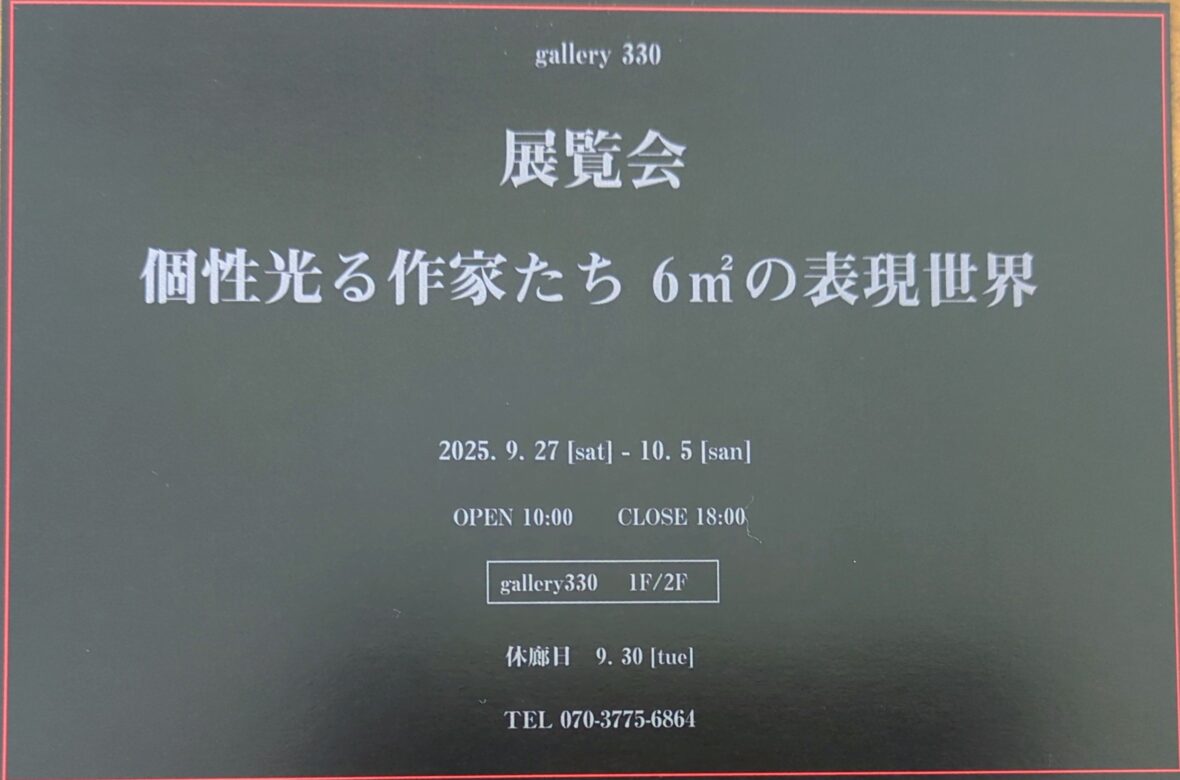 gallery 330
展覧会
個性光る作家たち 6㎡の表現世界
2025. 9. 27 [sat] - 10. 5 [san]
OPEN 10:00 CLOSE 18:00
gallery330 1F/2F
休廊日 9. 30 [tue]
TEL 070-3775-6864